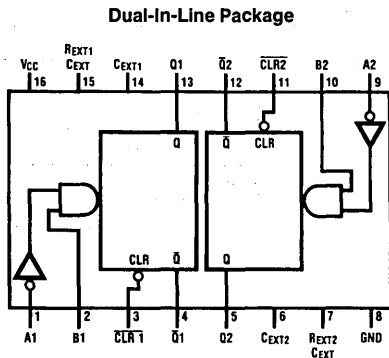 Dual-In-Line Package
REXT1
VCC CEXT CEXT1 Q1 Q̅2 C̅L̅R̅2̅ B2 A2
16 15 14 13 12 11 10 9
Q Q̅ CLR
CLR Q̅ Q
1 2 3 4 5 6 7 8
A1 B1 C̅L̅R̅ 1̅ Q̅1 Q2 CEXT2 REXT2 GND
CEXT